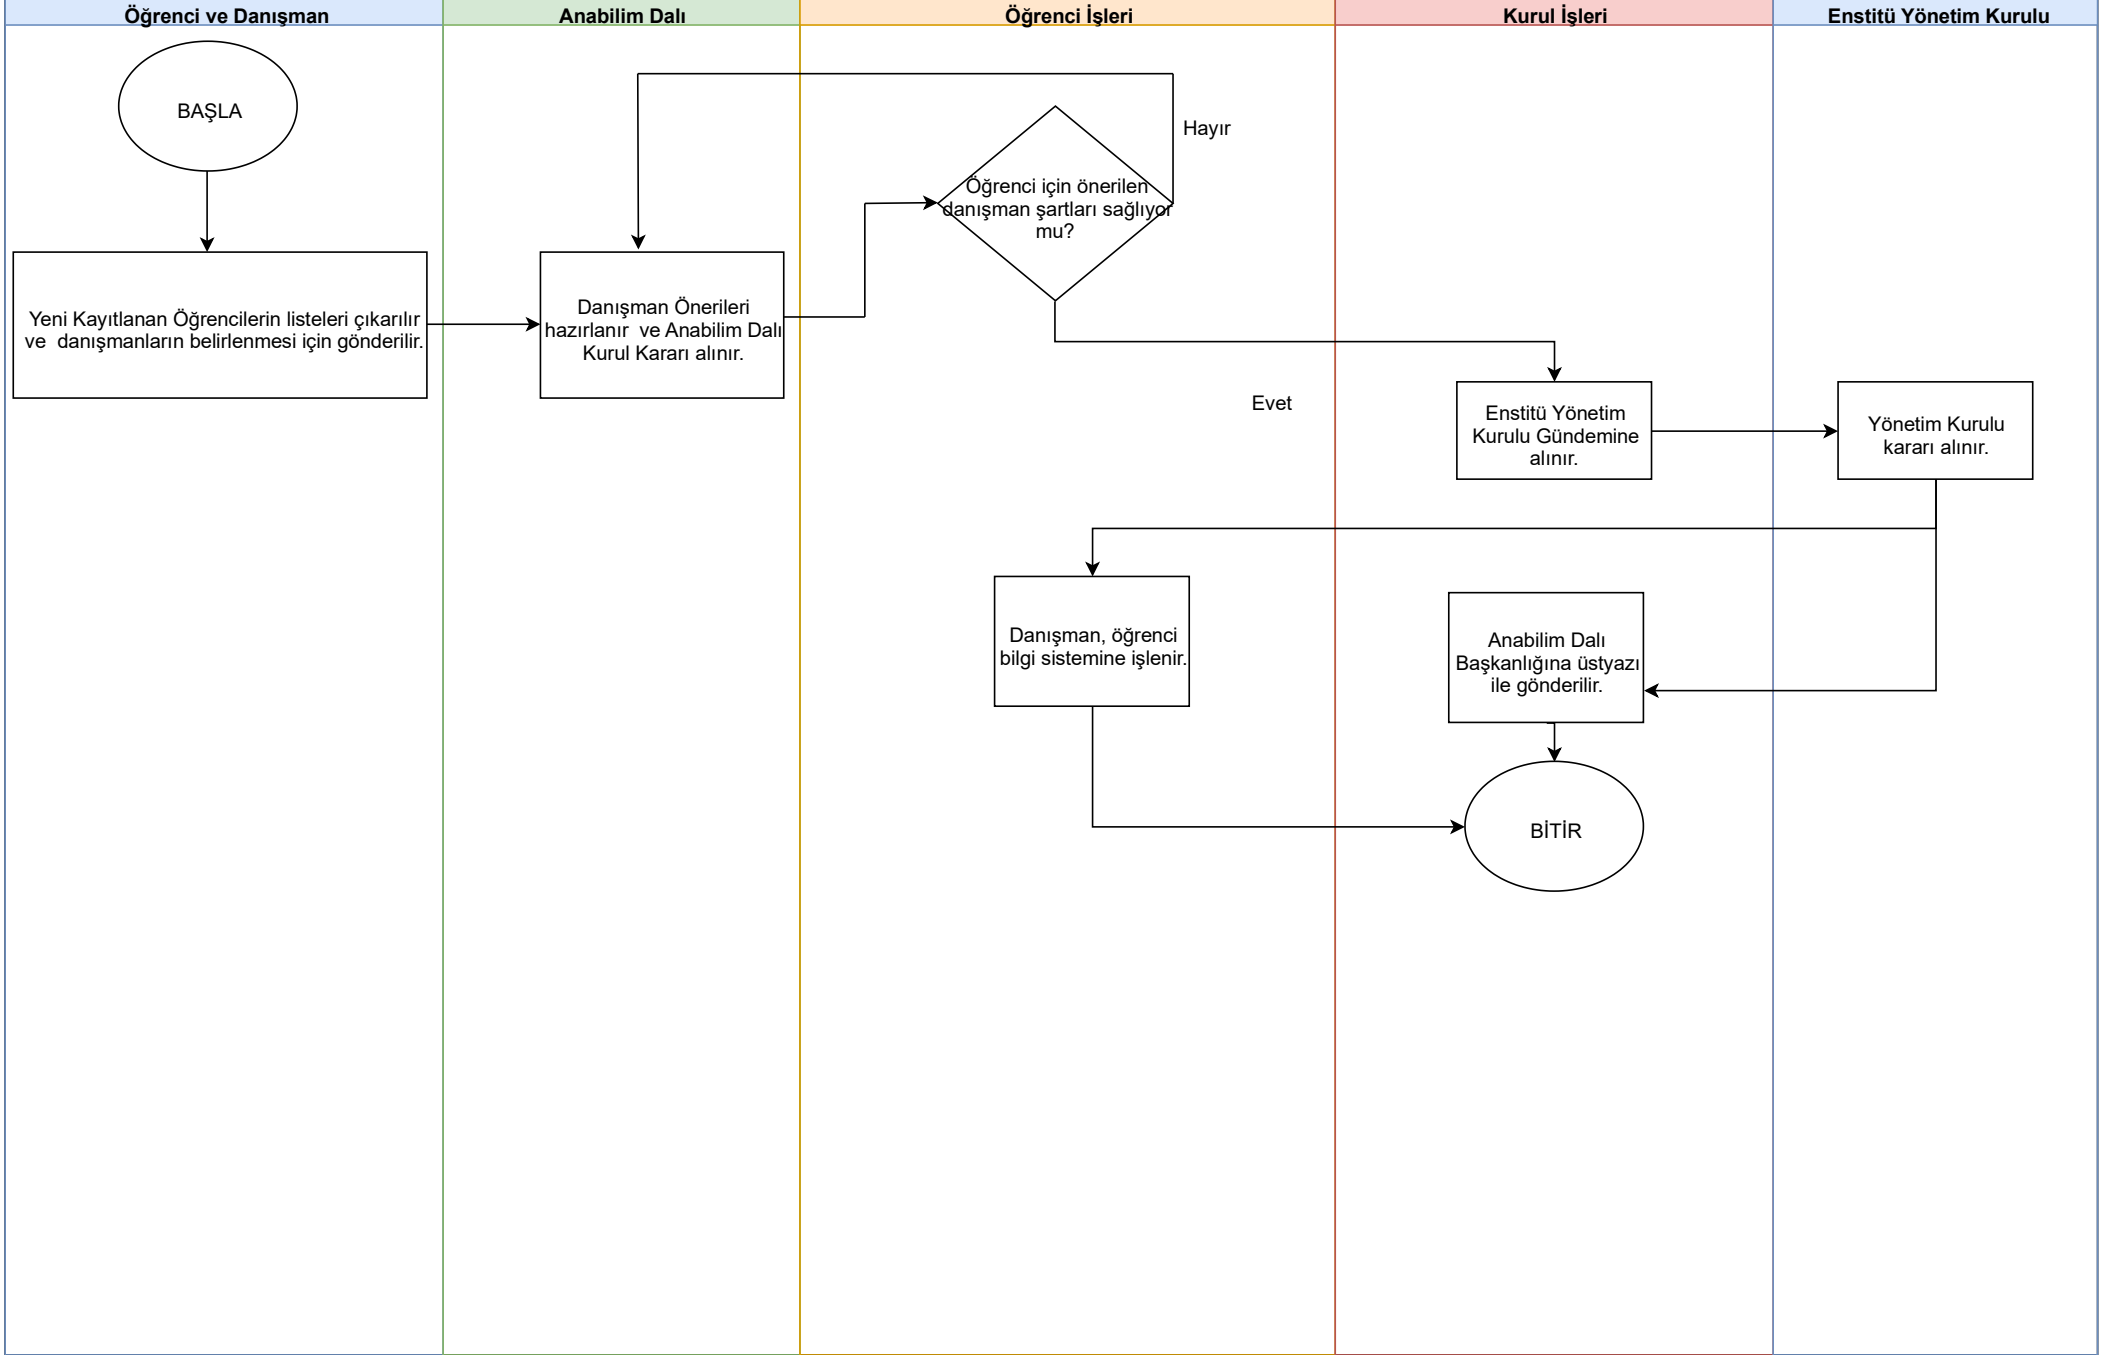 Öğrenci ve Danışman
Anabilim Dalı
Öğrenci İşleri
Kurul İşleri
Enstitü Yönetim Kurulu
BAŞLA
Hayır
Öğrenci için önerilen
danışman şartları sağlıyor
mu?
Yeni Kayıtlanan Öğrencilerin listeleri çıkarılır
ve danışmanların belirlenmesi için gönderilir.
Danışman Önerileri
hazırlanır ve Anabilim Dalı
Kurul Kararı alınır.
Evet
Enstitü Yönetim
Kurulu Gündemine
alınır.
Yönetim Kurulu
kararı alınır.
Danışman, öğrenci
bilgi sistemine işlenir.
Anabilim Dalı
Başkanlığına üstyazı
ile gönderilir.
BİTİR